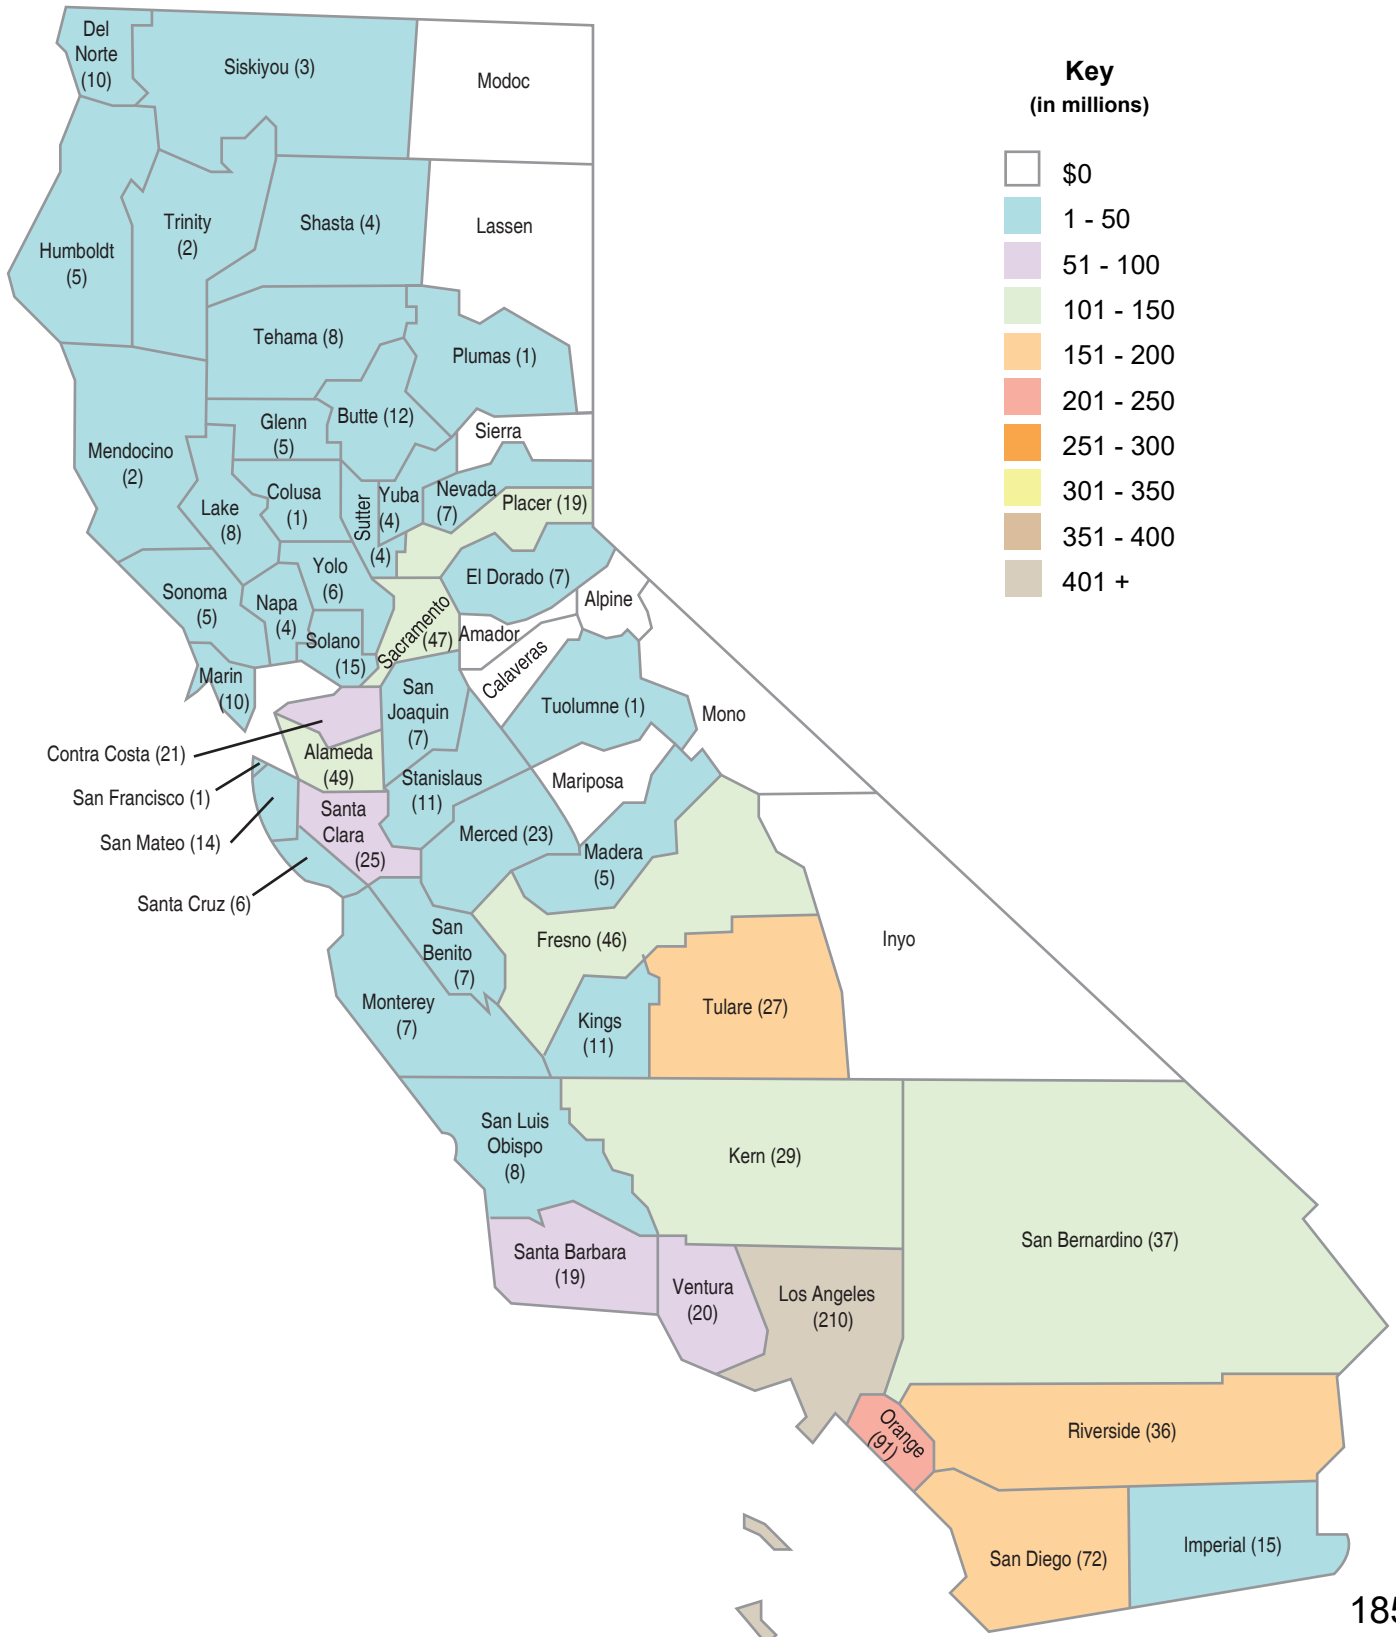 Del
Norte
(10)
Siskiyou (3)
Modoc
Key
(in millions)
$0
1 - 50
51 - 100
101 - 150
151 - 200
201 - 250
251 - 300
301 - 350
351 - 400
401 +
Humboldt
(5)
Trinity
(2)
Shasta (4)
Lassen
Tehama (8)
Plumas (1)
Mendocino
(2)
Glenn
(5)
Butte (12)
Sierra
Lake
(8)
Colusa
(1)
Sutter
(4)
Yuba
(4)
Nevada
(7)
Placer (19)
Sonoma
(5)
Napa
(4)
Yolo
(6)
Solano
(15)
Sacramento
(47)
El Dorado (7)
Amador
Alpine
Calaveras
Marin
(10)
San
Joaquin
(7)
Tuolumne (1)
Mono
Contra Costa (21)
Alameda
(49)
San Francisco (1)
Stanislaus
(11)
Mariposa
San Mateo (14)
Santa
Clara
(25)
Merced (23)
Madera
(5)
Santa Cruz (6)
San
Benito
(7)
Fresno (46)
Inyo
Monterey
(7)
Kings
(11)
Tulare (27)
San Luis
Obispo
(8)
Kern (29)
San Bernardino (37)
Santa Barbara
(19)
Ventura
(20)
Los Angeles
(210)
Orange
(91)
Riverside (36)
San Diego (72)
Imperial (15)
185